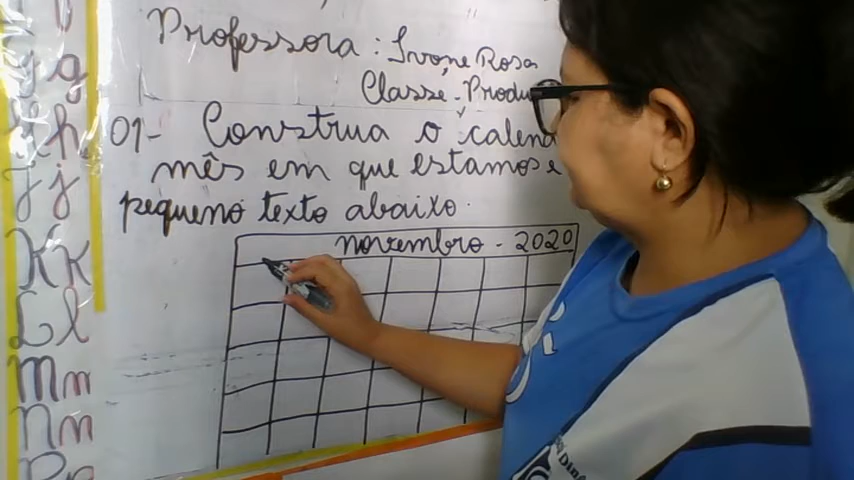 Professora : Ivone Rosa
Classe - Produ
01- Construa o calend
mês em que estamos e
pequeno texto abaixo.
novembro - 2020
g
h
J j
K k
L l
M m
N n